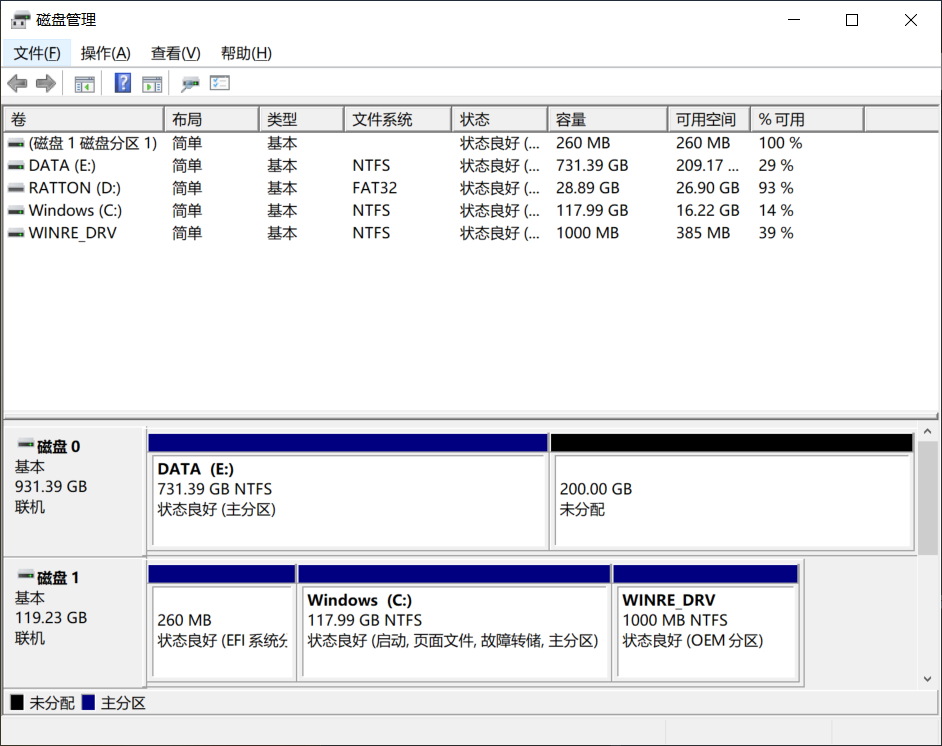 磁盘管理
文件(F) 操作(A) 查看(V) 帮助(H)
卷 布局 类型 文件系统 状态 容量 可用空间 % 可用
(磁盘 1 磁盘分区 1) 简单 基本 状态良好 (... 260 MB 260 MB 100 %
DATA (E:) 简单 基本 NTFS 状态良好 (... 731.39 GB 209.17 ... 29 %
RATTON (D:) 简单 基本 FAT32 状态良好 (... 28.89 GB 26.90 GB 93 %
Windows (C:) 简单 基本 NTFS 状态良好 (... 117.99 GB 16.22 GB 14 %
WINRE_DRV 简单 基本 NTFS 状态良好 (... 1000 MB 385 MB 39 %
磁盘 0
基本
931.39 GB
联机
DATA (E:)
731.39 GB NTFS
状态良好 (主分区)
200.00 GB
未分配
磁盘 1
基本
119.23 GB
联机
260 MB
状态良好 (EFI 系统分
Windows (C:)
117.99 GB NTFS
状态良好 (启动, 页面文件, 故障转储, 主分区)
WINRE_DRV
1000 MB NTFS
状态良好 (OEM 分区)
未分配 主分区